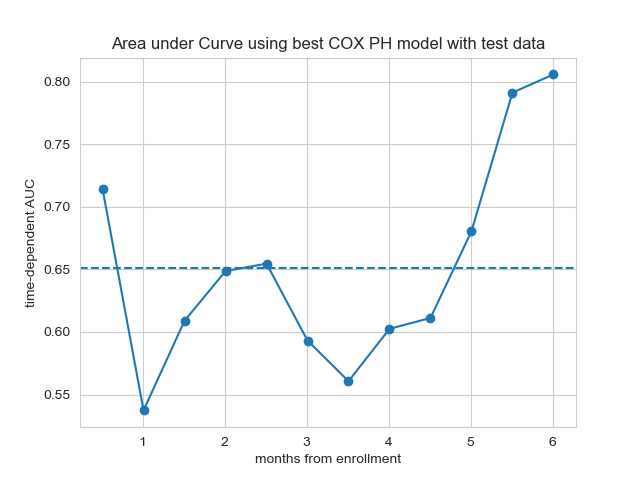 Area under Curve using best COX PH model with test data
time-dependent AUC
0.80
0.75
0.70
0.65
0.60
0.55
1 2 3 4 5 6
months from enrollment